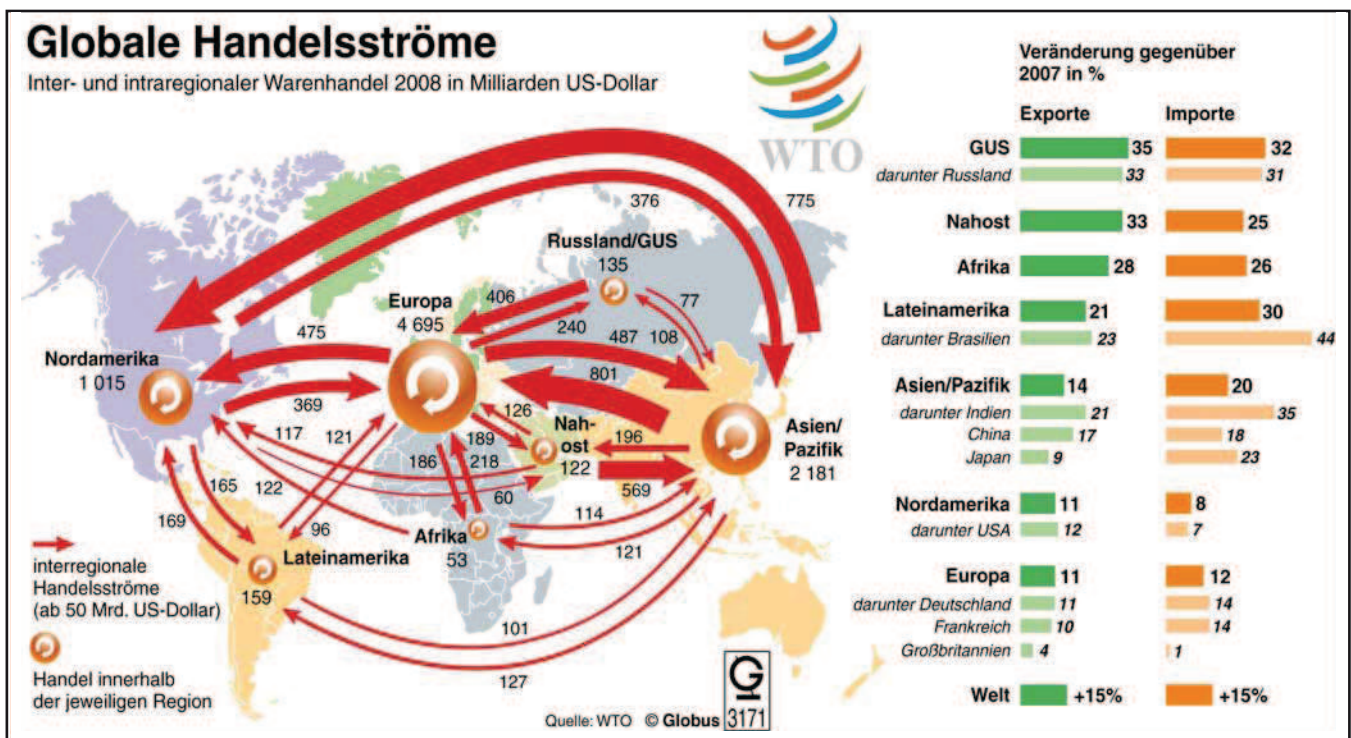 Globale Handelsströme
Inter- und intraregionaler Warenhandel 2008 in Milliarden US-Dollar
WTO
376
775
Russland/GUS
135
Europa
4 695
406
240
77
487
108
475
Nordamerika
1 015
801
369
126
Nah-
ost
122
196
Asien/
Pazifik
2 181
117
121
189
186
218
569
165
122
60
169
96
Afrika
53
114
121
Lateinamerika
159
101
127
interregionale
Handelsströme
(ab 50 Mrd. US-Dollar)
Handel innerhalb
der jeweiligen Region
Quelle: WTO © Globus
G
3171
Veränderung gegenüber
2007 in %
Exporte Importe
GUS 35 32
darunter Russland 33 31
Nahost 33 25
Afrika 28 26
Lateinamerika 21 30
darunter Brasilien 23 44
Asien/Pazifik 14 20
darunter Indien 21 35
China 17 18
Japan 9 23
Nordamerika 11 8
darunter USA 12 7
Europa 11 12
darunter Deutschland 11 14
Frankreich 10 14
Großbritannien 4 1
Welt +15% +15%